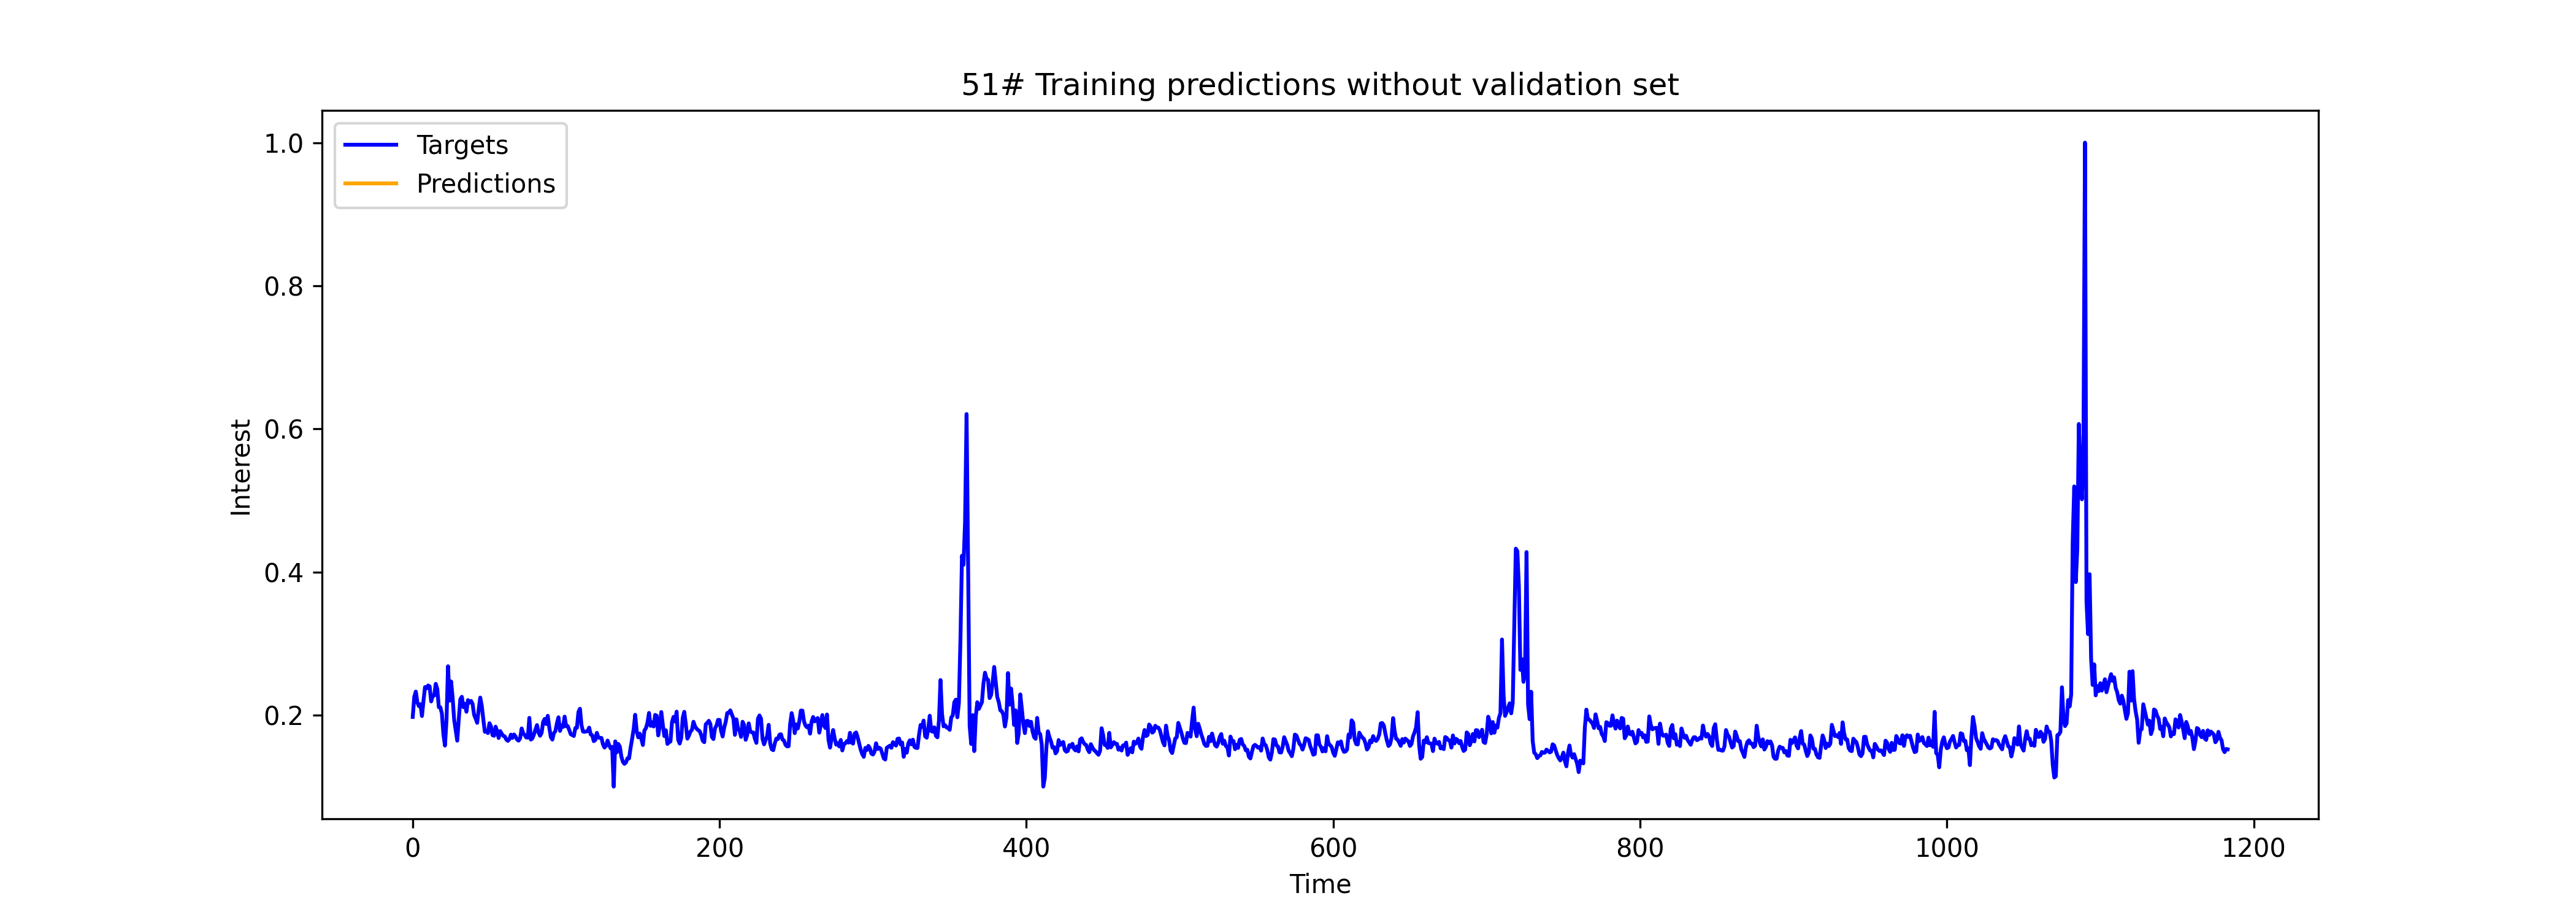 51# Training predictions without validation set
Targets
Predictions
1.0
0.8
0.6
0.4
0.2
Interest
0 200 400 600 800 1000 1200
Time